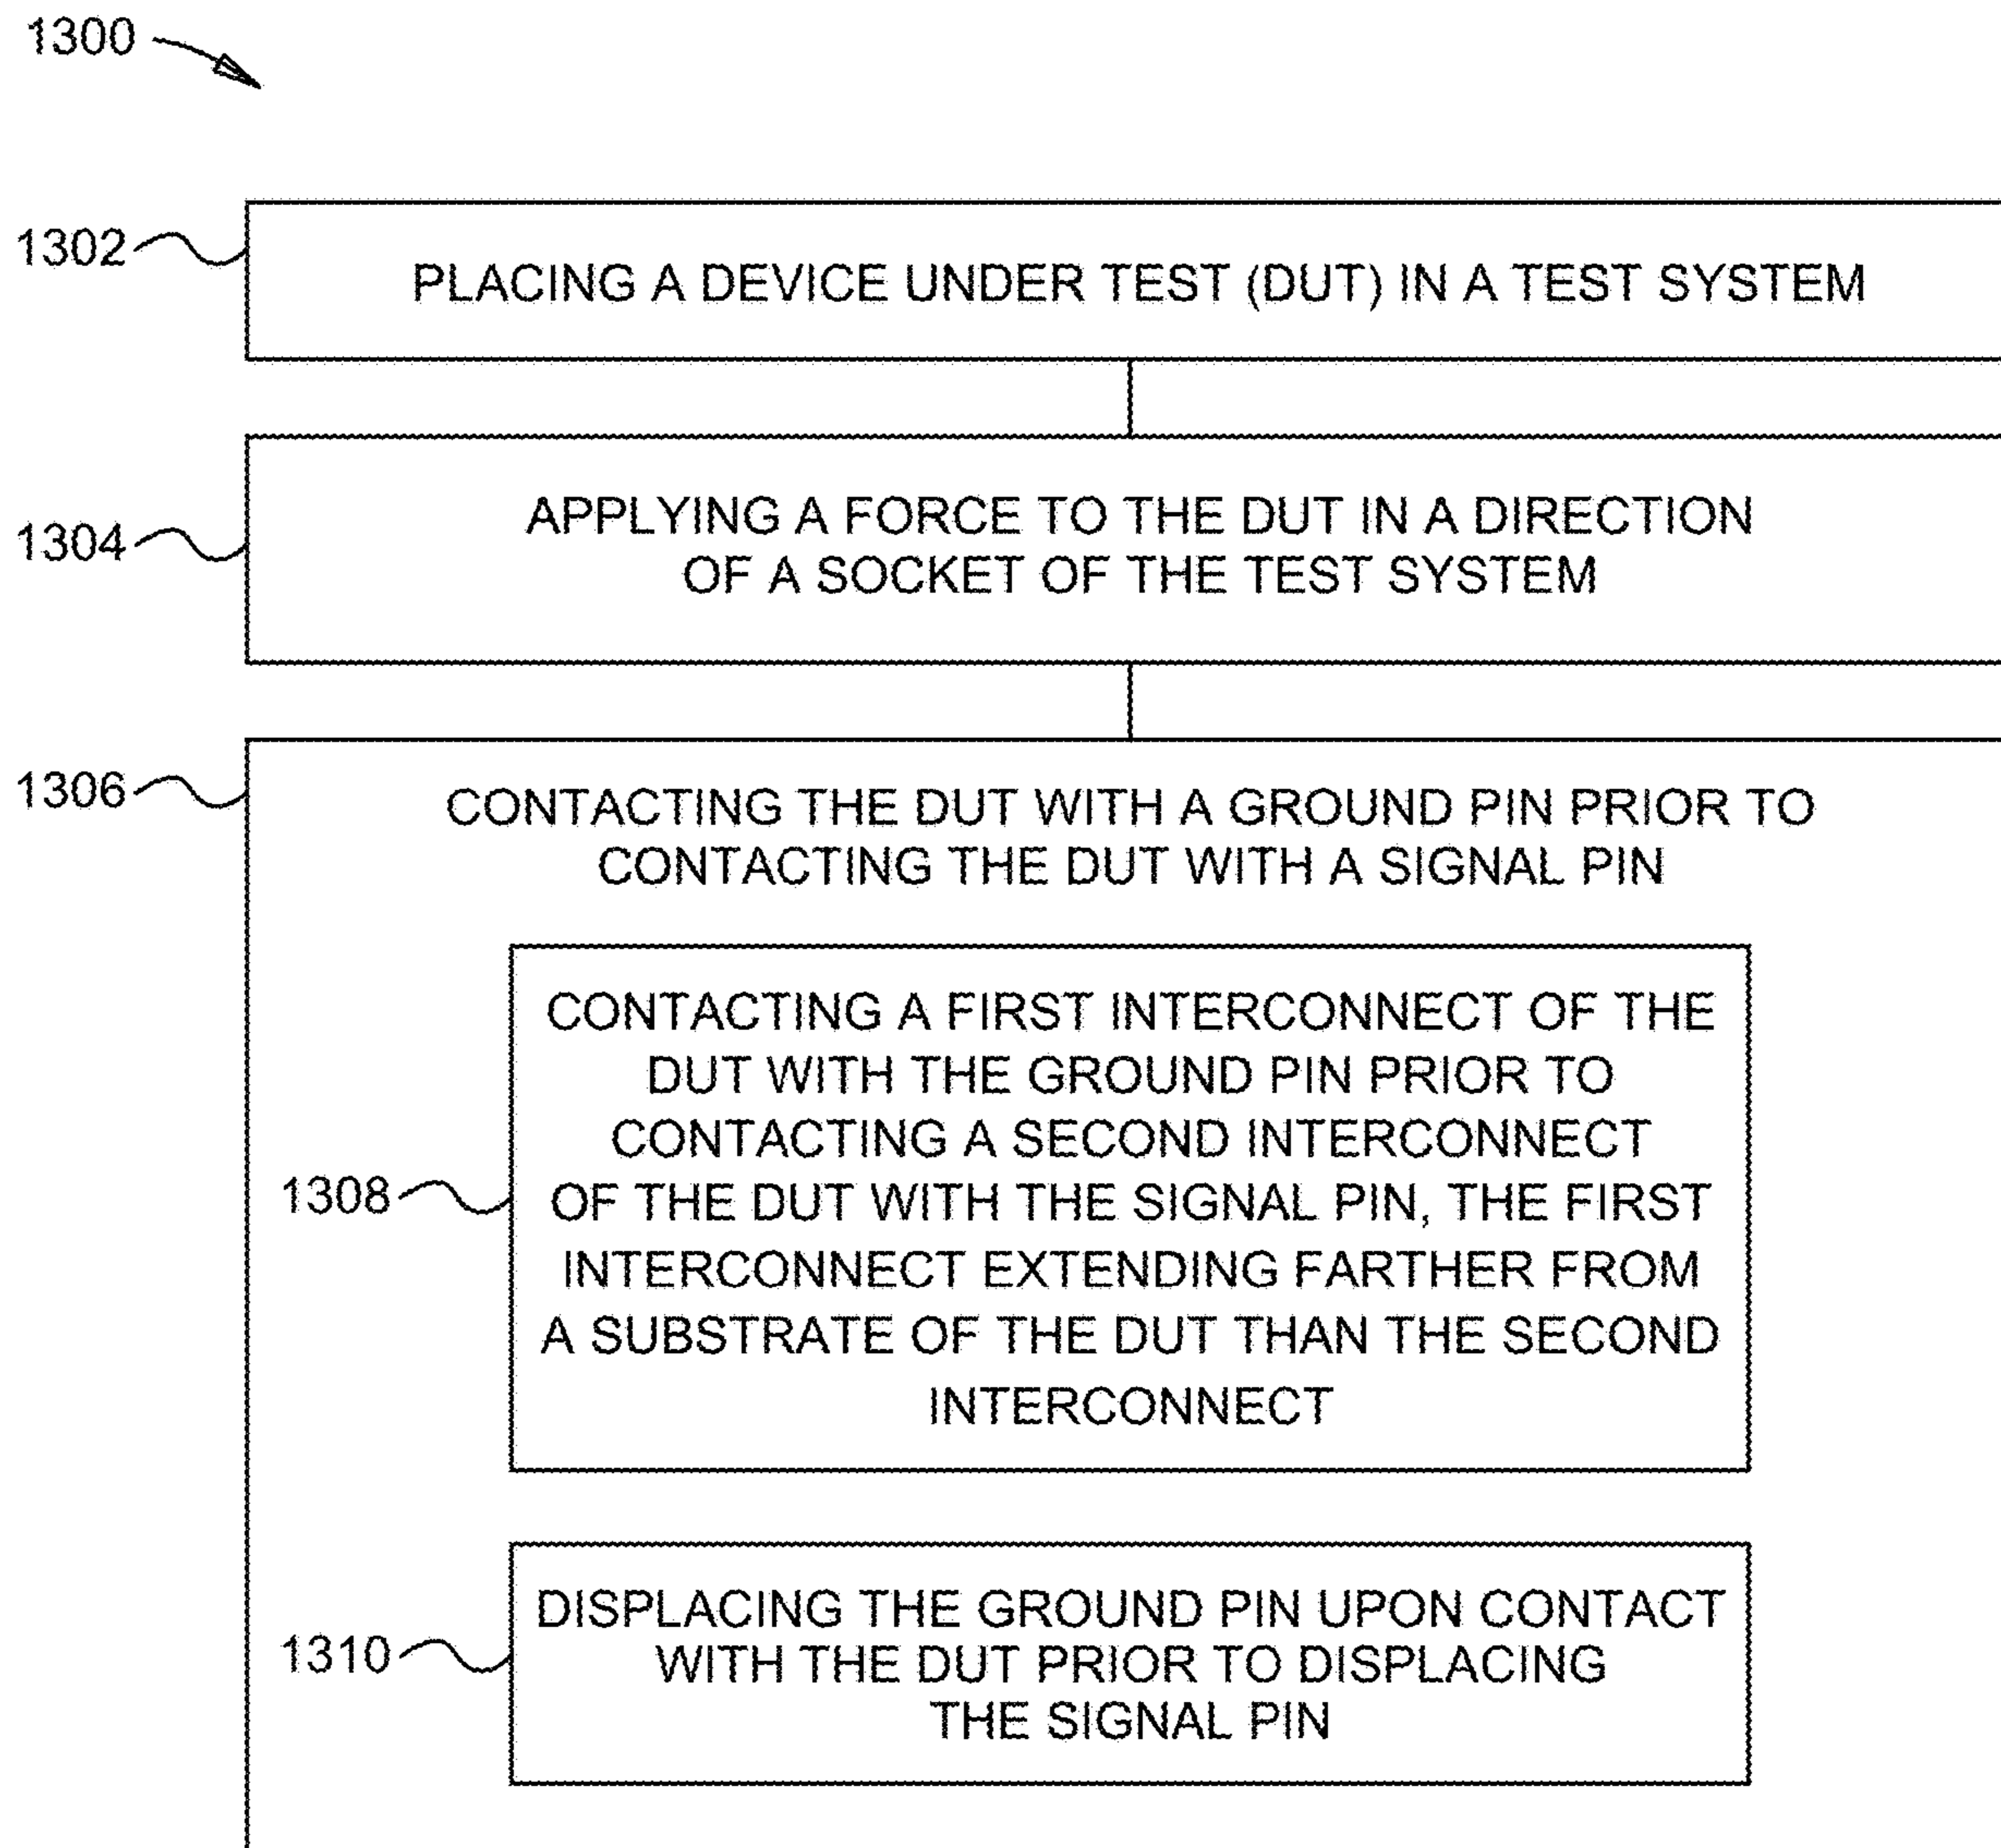 1300
1302
PLACING A DEVICE UNDER TEST (DUT) IN A TEST SYSTEM
1304
APPLYING A FORCE TO THE DUT IN A DIRECTION
OF A SOCKET OF THE TEST SYSTEM
1306
CONTACTING THE DUT WITH A GROUND PIN PRIOR TO
CONTACTING THE DUT WITH A SIGNAL PIN
1308
CONTACTING A FIRST INTERCONNECT OF THE
DUT WITH THE GROUND PIN PRIOR TO
CONTACTING A SECOND INTERCONNECT
OF THE DUT WITH THE SIGNAL PIN, THE FIRST
INTERCONNECT EXTENDING FARTHER FROM
A SUBSTRATE OF THE DUT THAN THE SECOND
INTERCONNECT
1310
DISPLACING THE GROUND PIN UPON CONTACT
WITH THE DUT PRIOR TO DISPLACING
THE SIGNAL PIN